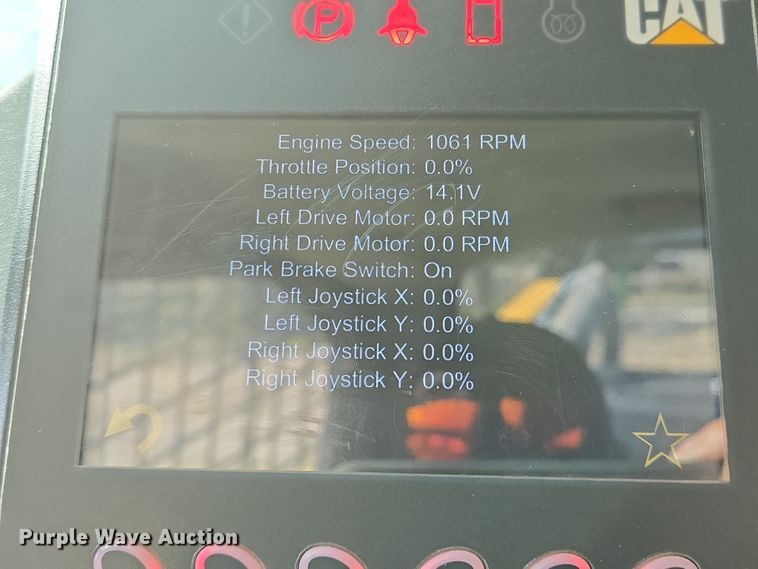 P
CAT
Engine Speed: 1061 RPM
Throttle Position: 0.0%
Battery Voltage: 14.1V
Left Drive Motor: 0.0 RPM
Right Drive Motor: 0.0 RPM
Park Brake Switch: On
Left Joystick X: 0.0%
Left Joystick Y: 0.0%
Right Joystick X: 0.0%
Right Joystick Y: 0.0%
Purple Wave Auction